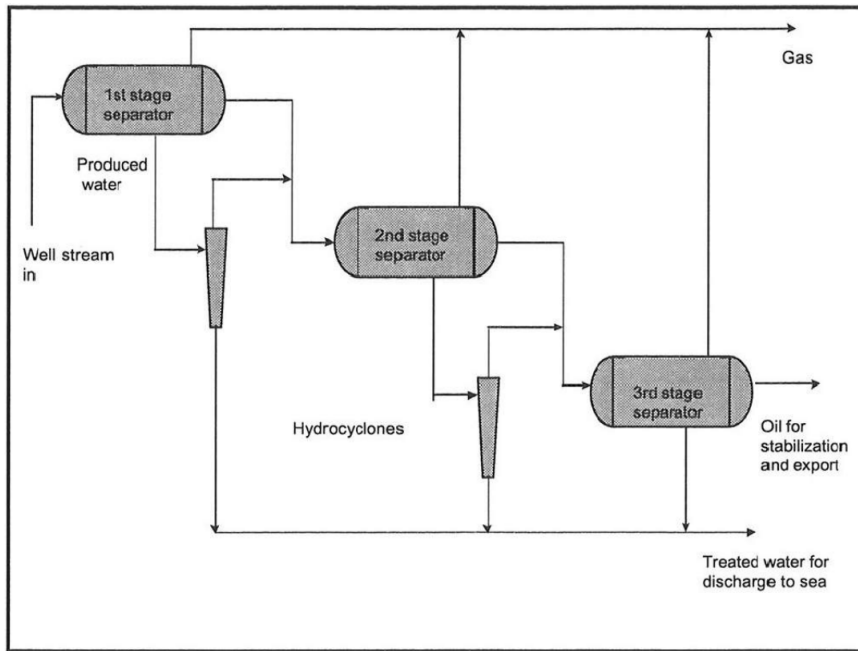 Gas
1st stage
separator
Produced
water
Well stream
in
2nd stage
separator
Hydrocyclones
3rd stage
separator
Oil for
stabilization
and export
Treated water for
discharge to sea